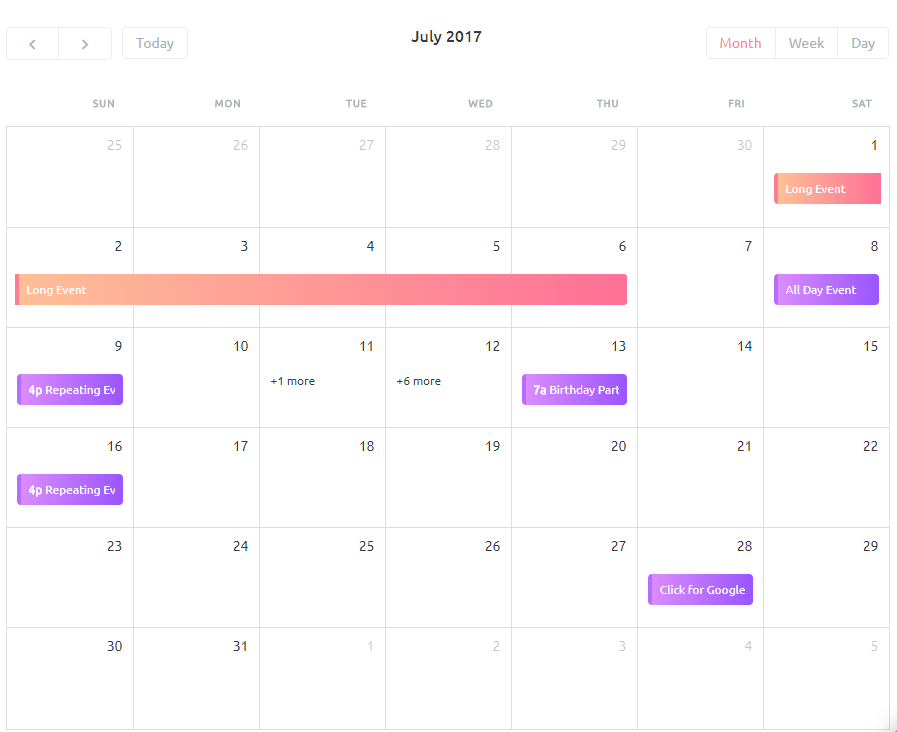 Today
July 2017
Month Week Day
SUN MON TUE WED THU FRI SAT
25 26 27 28 29 30 1
Long Event
2 3 4 5 6 7 8
Long Event All Day Event
9 10 11 12 13 14 15
+1 more +6 more
4p Repeating Ev 7a Birthday Part
16 17 18 19 20 21 22
4p Repeating Ev
23 24 25 26 27 28 29
Click for Google
30 31 1 2 3 4 5